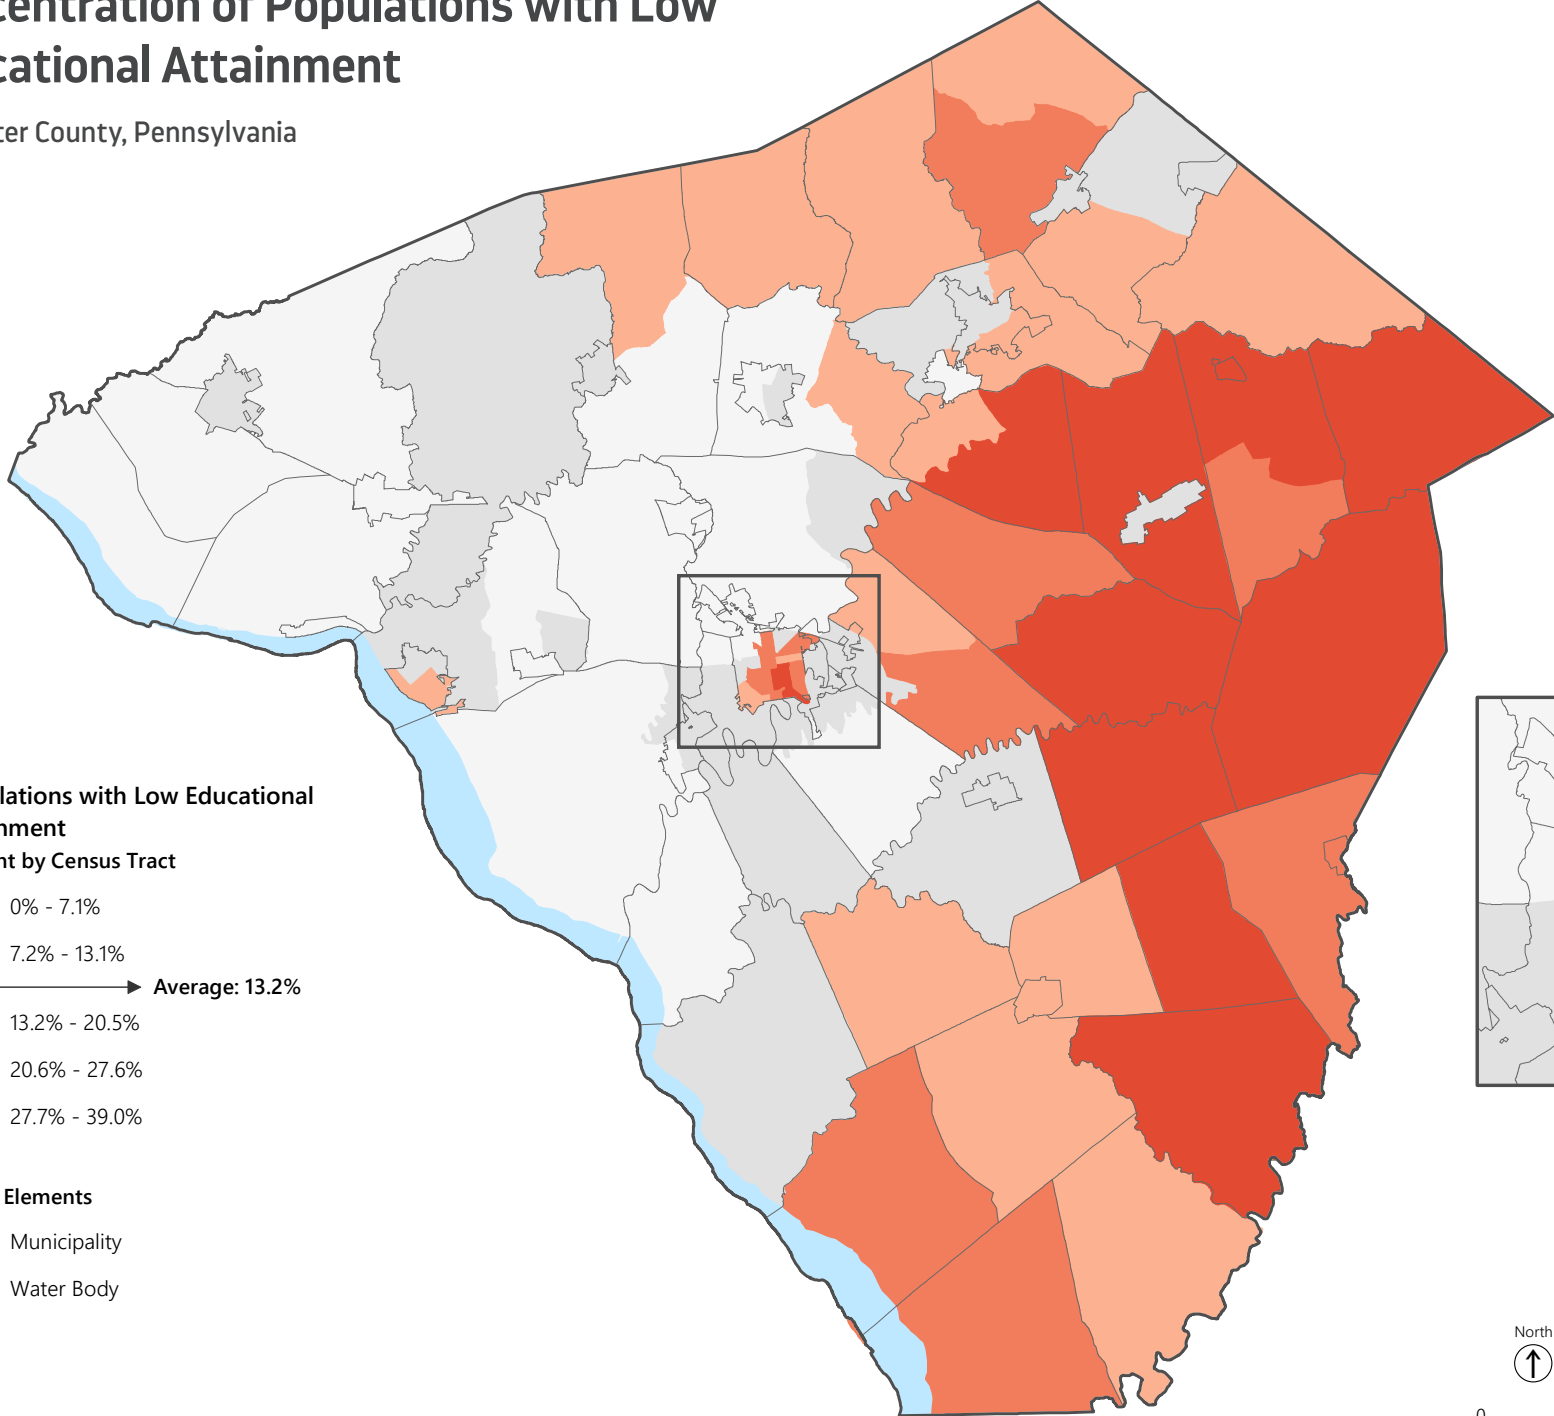 centration of Populations with Low
cational Attainment
ter County, Pennsylvania
lations with Low Educational
nment
nt by Census Tract
0% - 7.1%
7.2% - 13.1%
Average: 13.2%
13.2% - 20.5%
20.6% - 27.6%
27.7% - 39.0%
Elements
Municipality
Water Body
North
0